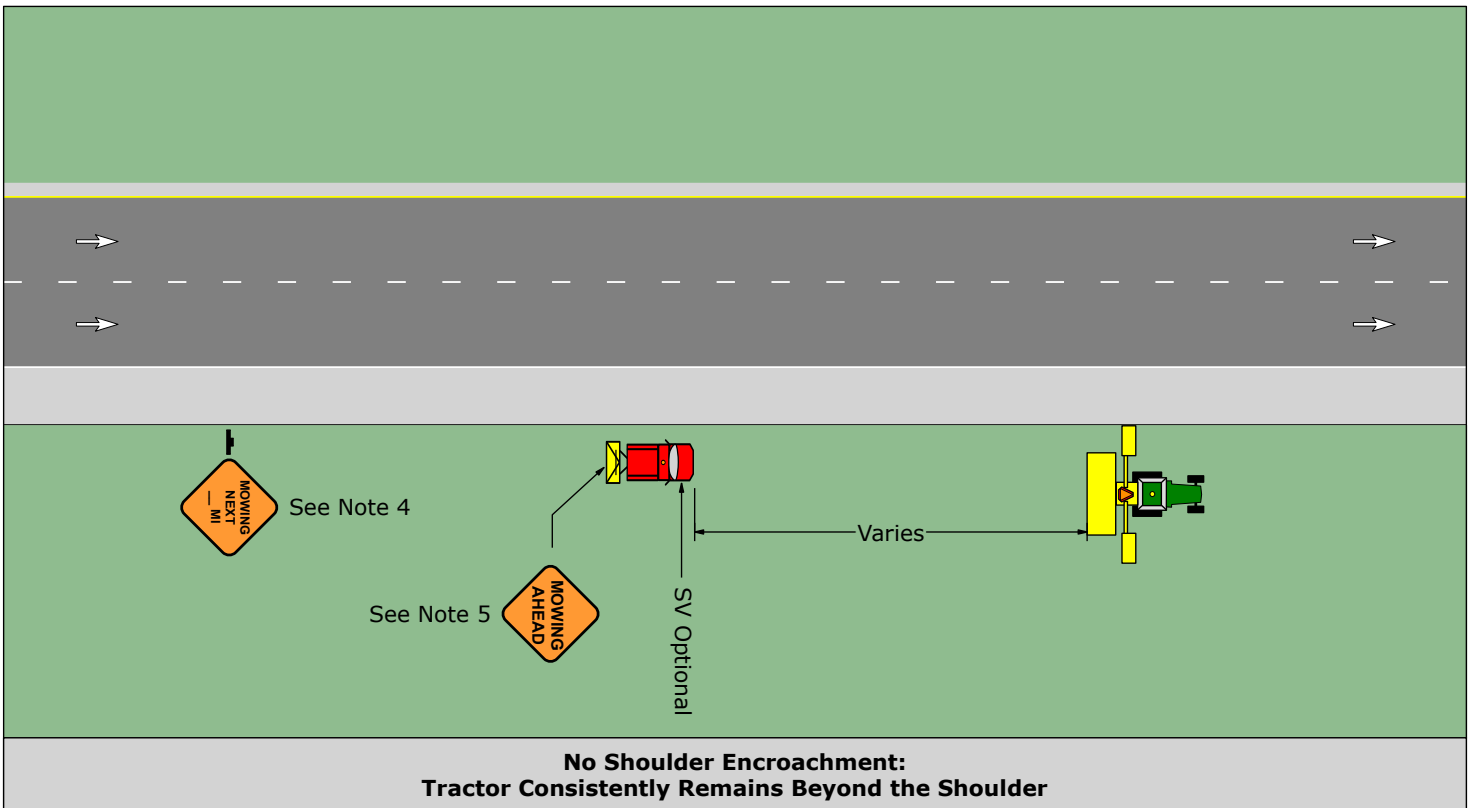 MOWING
NEXT
__ MI
See Note 4
Varies
See Note 5
MOWING
AHEAD
SV Optional
No Shoulder Encroachment:
Tractor Consistently Remains Beyond the Shoulder